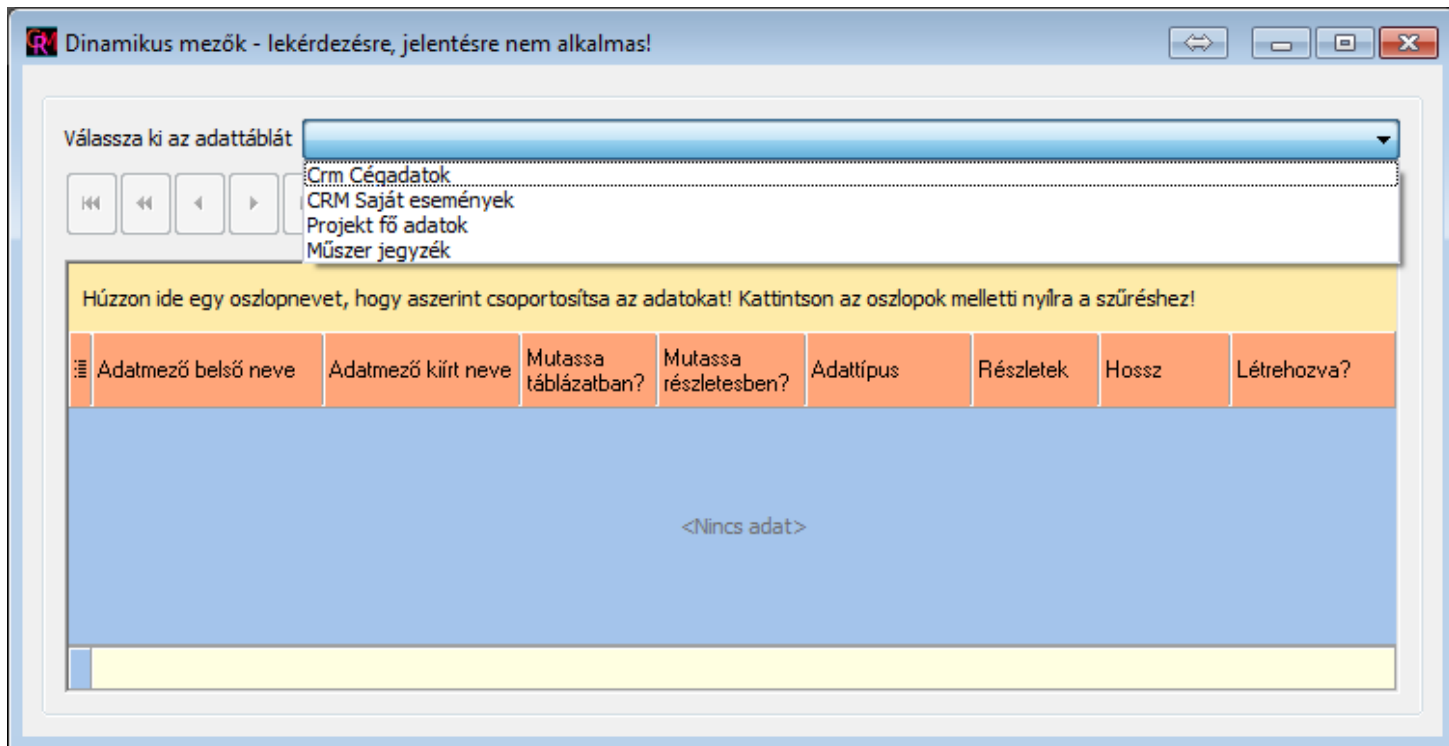 CRM Dinamikus mezők - lekérdezésre, jelentésre nem alkalmas!
Válassza ki az adattáblát
Crm Cégadatok
CRM Saját események
Projekt fő adatok
Műszer jegyzék
Húzzon ide egy oszlopnevet, hogy aszerint csoportosítsa az adatokat! Kattintson az oszlopok melletti nyílra a szűréshez!
Adatmező belső neve
Adatmező kiírt neve
Mutassa
táblázatban?
Mutassa
részletesben?
Adattípus
Részletek
Hossz
Létrehozva?
<Nincs adat>